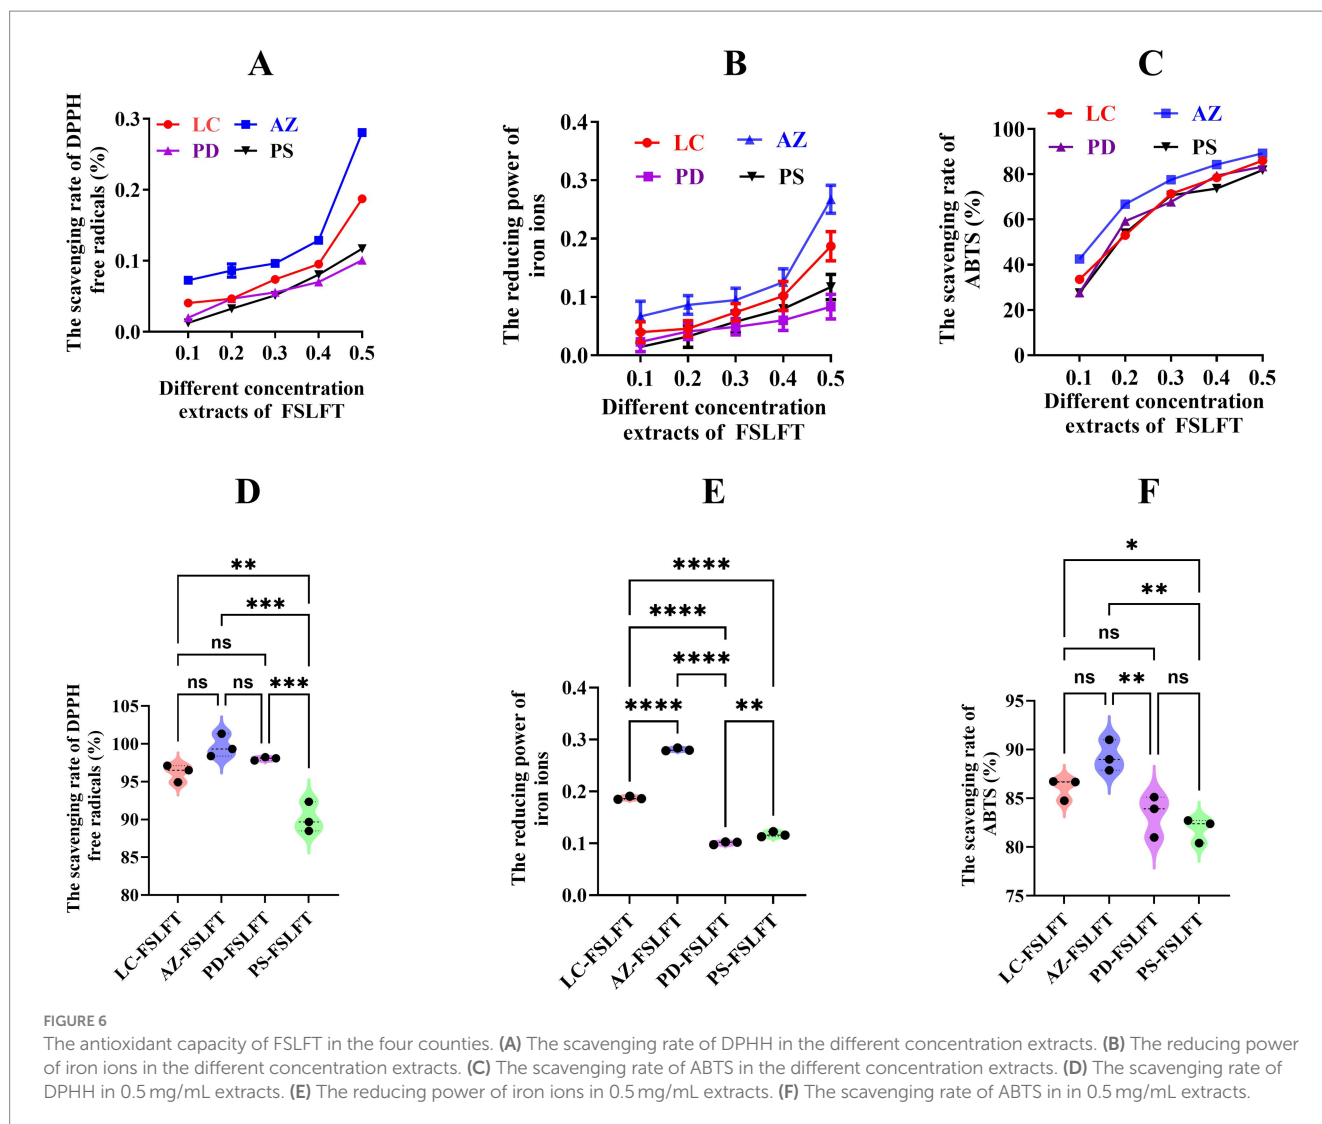 A
The scavenging rate of DPPH
free radicals (%)
LC
AZ
PD
PS
0.3
0.2
0.1
0.0
0.1 0.2 0.3 0.4 0.5
Different concentration
extracts of FSLFT
B
The reducing power of
iron ions
LC
AZ
PD
PS
0.4
0.3
0.2
0.1
0.0
0.1 0.2 0.3 0.4 0.5
Different concentration
extracts of FSLFT
C
The scavenging rate of
ABTS (%)
LC
AZ
PD
PS
100
80
60
40
20
0
0.1 0.2 0.3 0.4 0.5
Different concentration
extracts of FSLFT
D
The scavenging rate of DPPH
free radicals (%)
**
***
ns
ns ns ***
105
100
95
90
85
80
LC-FSLFT
AZ-FSLFT
PD-FSLFT
PS-FSLFT
E
The reducing power of
iron ions
****
****
****
**** **
0.4
0.3
0.2
0.1
0.0
LC-FSLFT
AZ-FSLFT
PD-FSLFT
PS-FSLFT
F
The scavenging rate of
ABTS (%)
*
**
ns
ns ** ns
95
90
85
80
75
LC-FSLFT
AZ-FSLFT
PD-FSLFT
PS-FSLFT
FIGURE 6
The antioxidant capacity of FSLFT in the four counties. (A) The scavenging rate of DPHH in the different concentration extracts. (B) The reducing power
of iron ions in the different concentration extracts. (C) The scavenging rate of ABTS in the different concentration extracts. (D) The scavenging rate of
DPHH in 0.5 mg/mL extracts. (E) The reducing power of iron ions in 0.5 mg/mL extracts. (F) The scavenging rate of ABTS in in 0.5 mg/mL extracts.